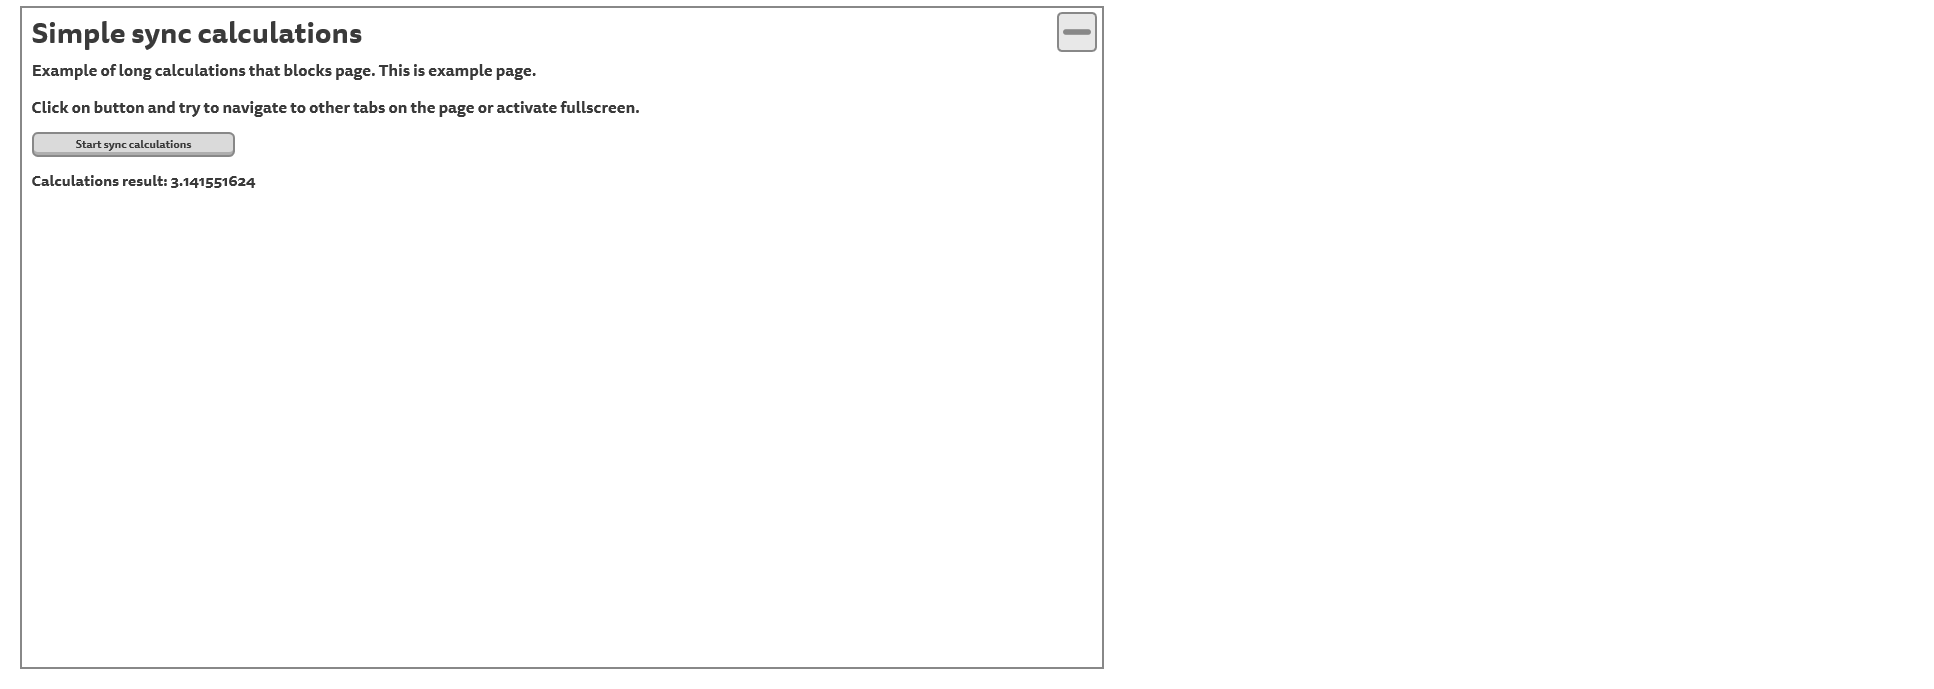 Simple sync calculations
Example of long calculations that blocks page. This is example page.
Click on button and try to navigate to other tabs on the page or activate fullscreen.
Start sync calculations
Calculations result: 3.141551624